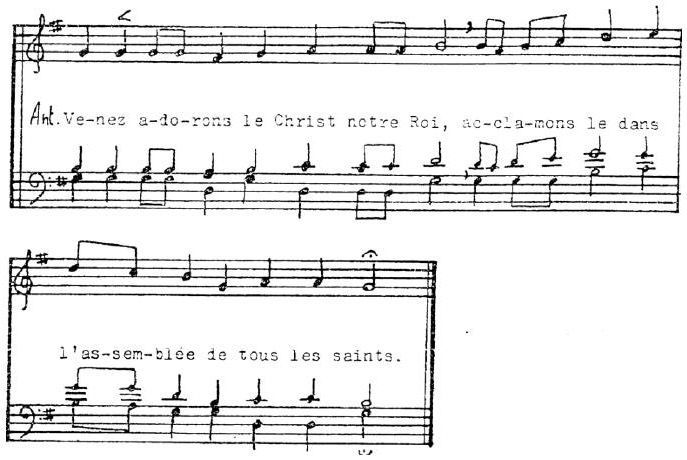 Ant. Ve-nez a-do-rons le Christ notre Roi, ac-cla-mons le dans
l'as-sem-blée de tous les saints.